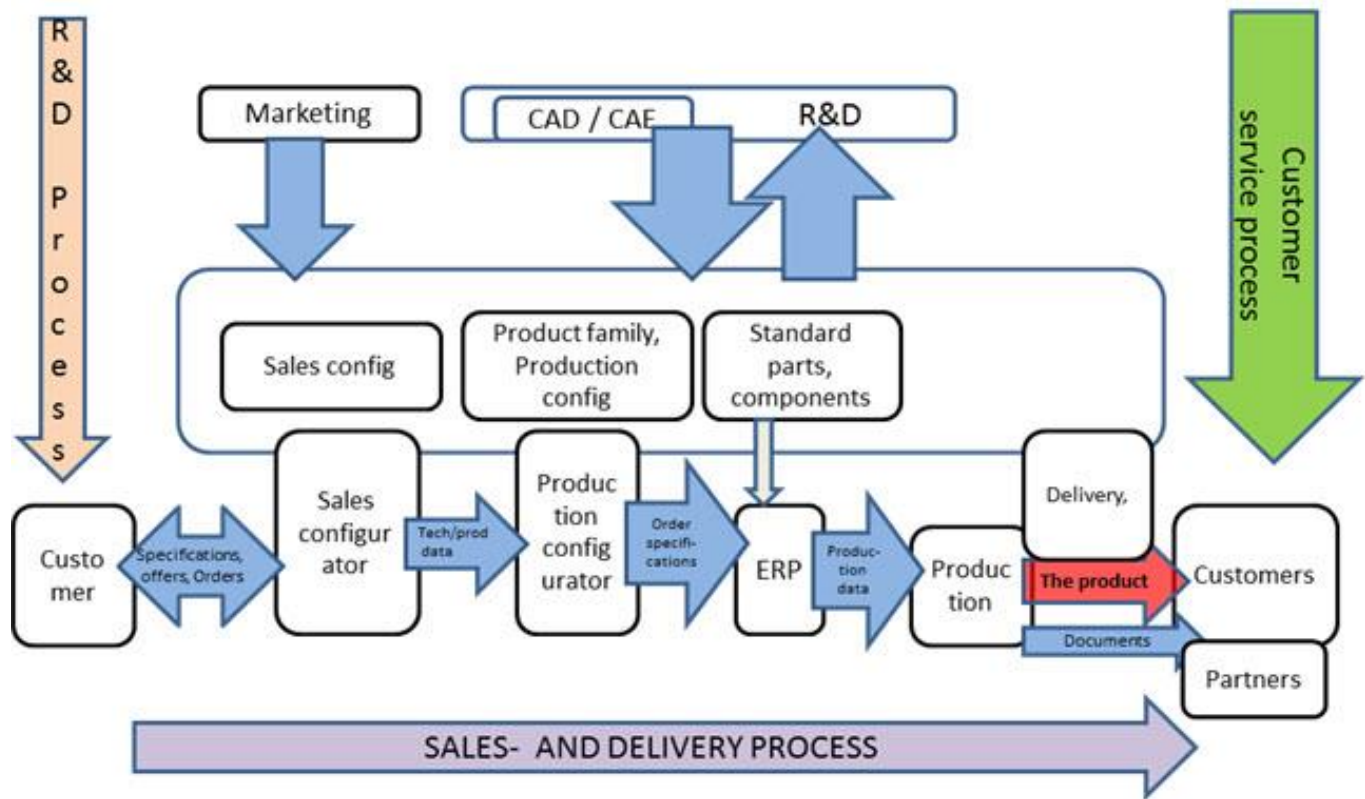 R & D Process
Marketing
CAD / CAE
R&D
Customer
service process
Sales config
Product family,
Production
config
Standard
parts,
components
Custo
mer
Specifications,
offers, Orders
Sales
configur
ator
Tech/prod
data
Produc
tion
config
urator
Order
specifi-
cations
ERP
Produc-
tion
data
Produc
tion
Delivery,
The product
Documents
Customers
Partners
SALES- AND DELIVERY PROCESS